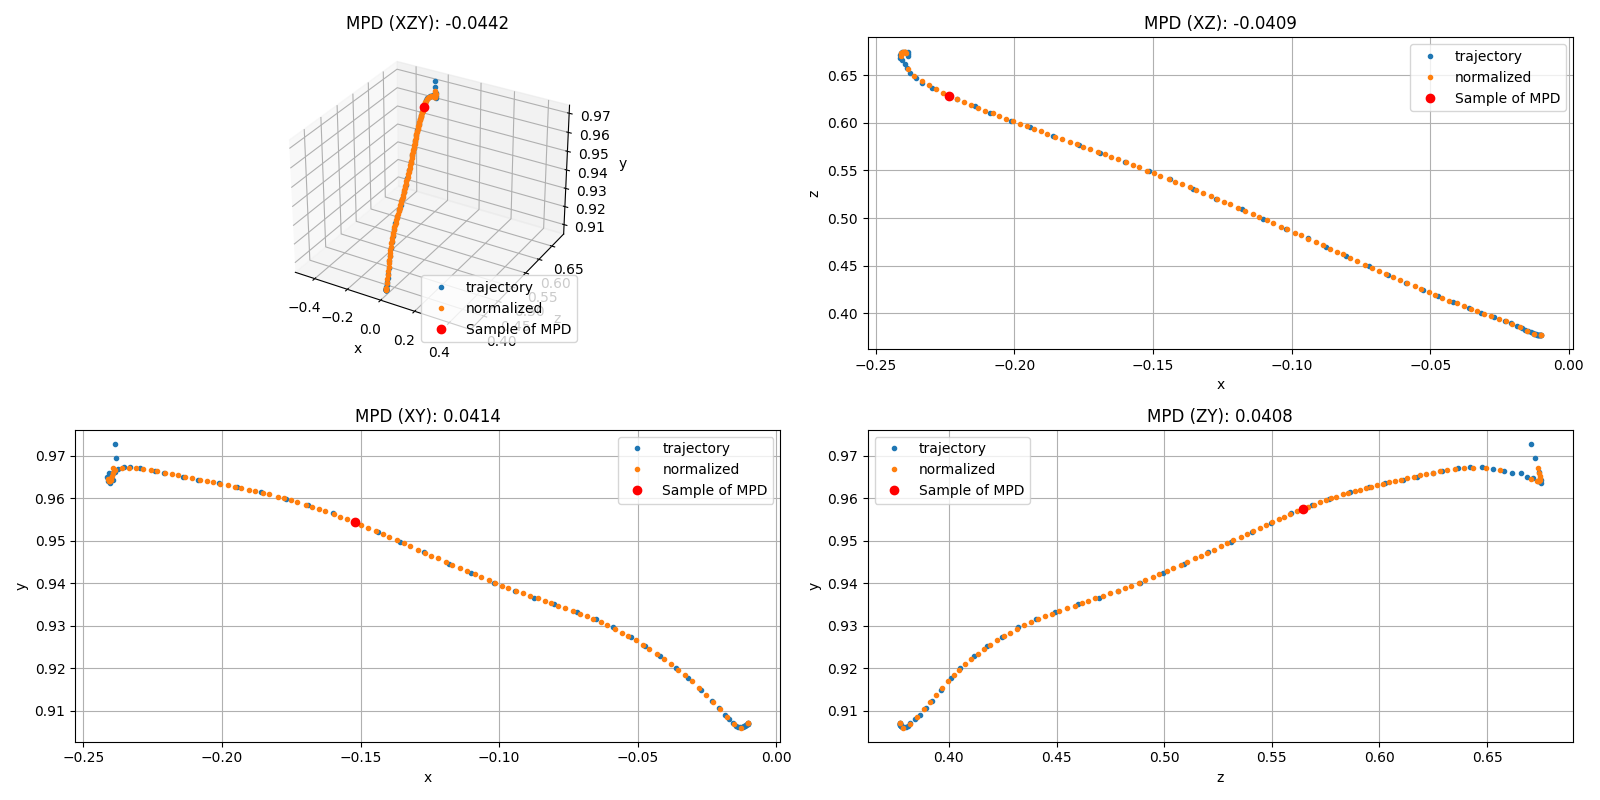 MPD (XZY): -0.0442
0.97
0.96
0.95
0.94
0.93
0.92
0.91
y
0.65
0.60
0.55
0.45
0.40
z
−0.4
−0.2
0.0
0.2
0.4
x
trajectory
normalized
Sample of MPD
MPD (XZ): -0.0409
0.65
0.60
0.55
0.50
0.45
0.40
z
−0.25
−0.20
−0.15
−0.10
−0.05
0.00
x
trajectory
normalized
Sample of MPD
MPD (XY): 0.0414
0.97
0.96
0.95
0.94
0.93
0.92
0.91
y
−0.25
−0.20
−0.15
−0.10
−0.05
0.00
x
trajectory
normalized
Sample of MPD
MPD (ZY): 0.0408
0.97
0.96
0.95
0.94
0.93
0.92
0.91
y
0.40
0.45
0.50
0.55
0.60
0.65
z
trajectory
normalized
Sample of MPD